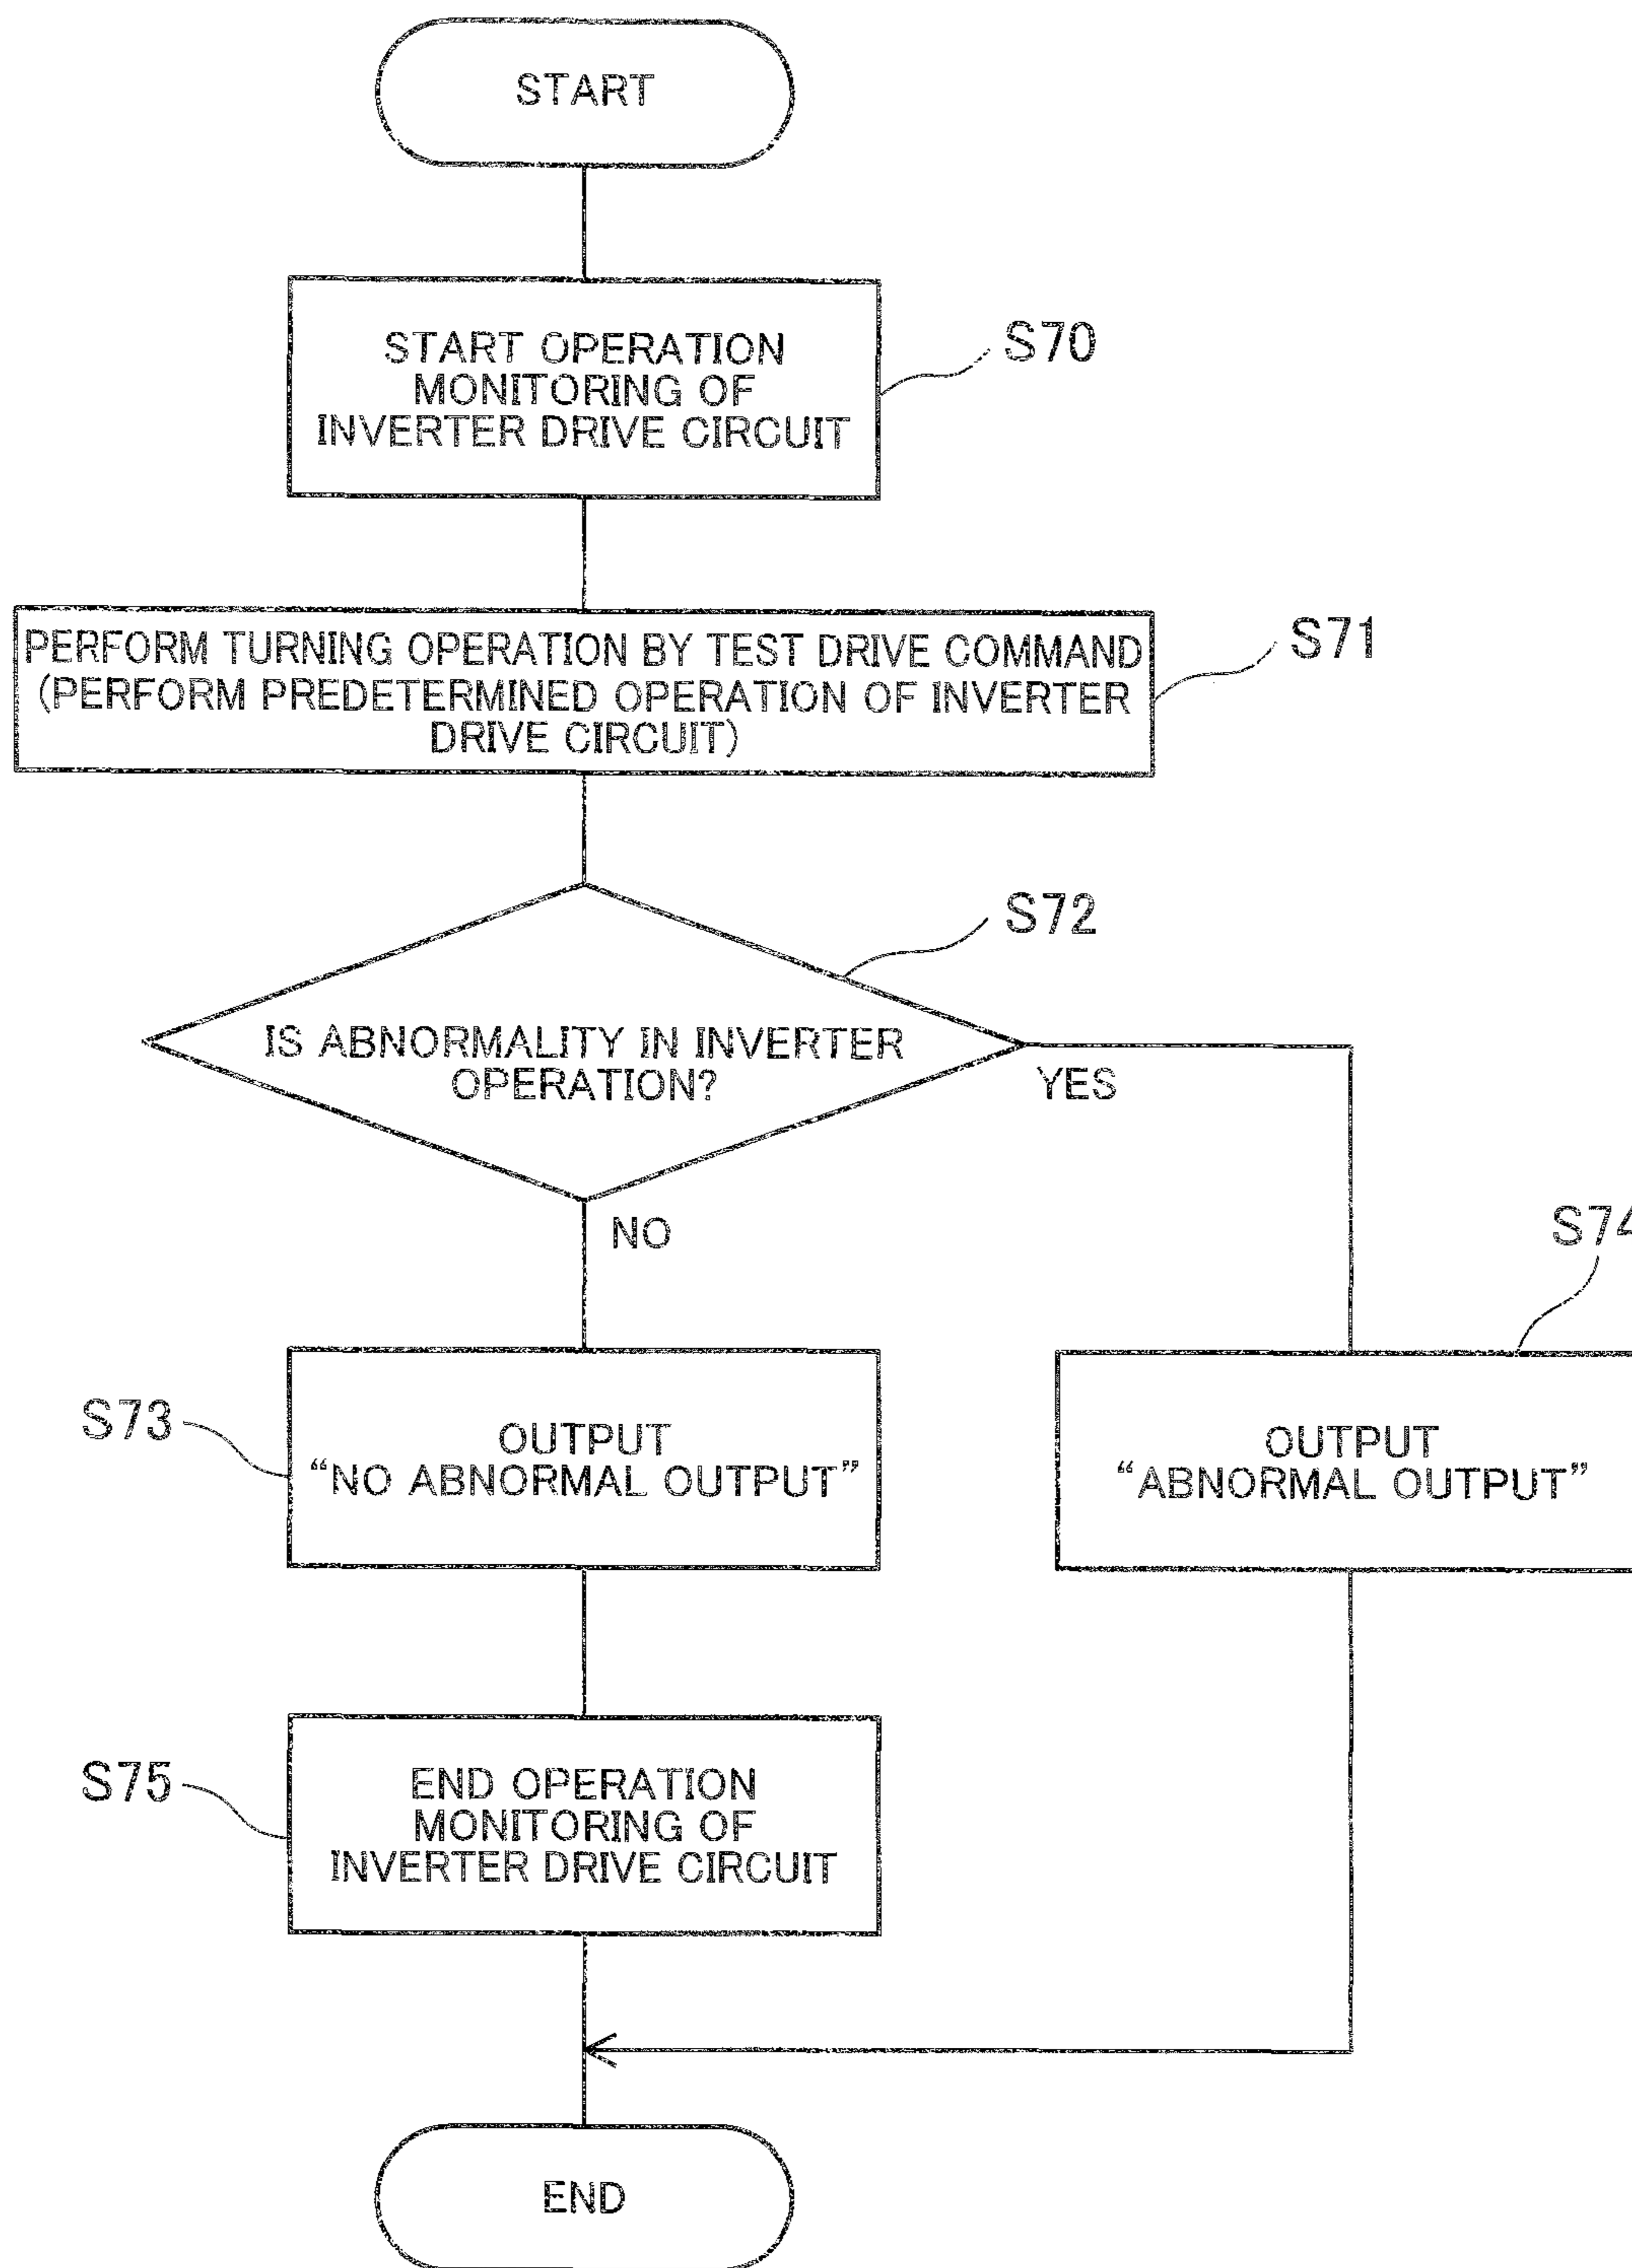 START
START OPERATION
MONITORING OF
INVERTER DRIVE CIRCUIT
S70
PERFORM TURNING OPERATION BY TEST DRIVE COMMAND
(PERFORM PREDETERMINED OPERATION OF INVERTER
DRIVE CIRCUIT)
S71
S72
IS ABNORMALITY IN INVERTER
OPERATION?
YES
NO
S74
S73
OUTPUT
“NO ABNORMAL OUTPUT”
OUTPUT
“ABNORMAL OUTPUT”
S75
END OPERATION
MONITORING OF
INVERTER DRIVE CIRCUIT
END